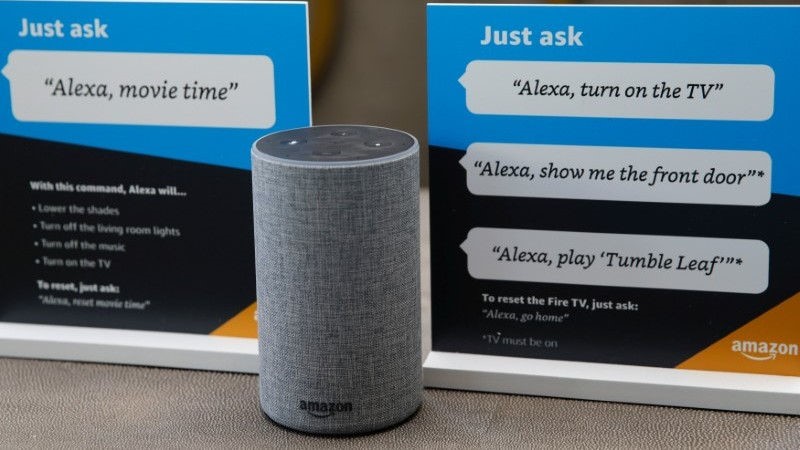 Just ask
"Alexa, movie time"
With this command, Alexa will...
• Lower the shades
• Turn off the living room lights
• Turn off the music
• Turn on the TV
To reset, just ask:
"Alexa, reset movie time"
amazon
Just ask
"Alexa, turn on the TV"
"Alexa, show me the front door"*
"Alexa, play 'Tumble Leaf'"*
To reset the Fire TV, just ask:
"Alexa, go home"
*TV must be on
amazon